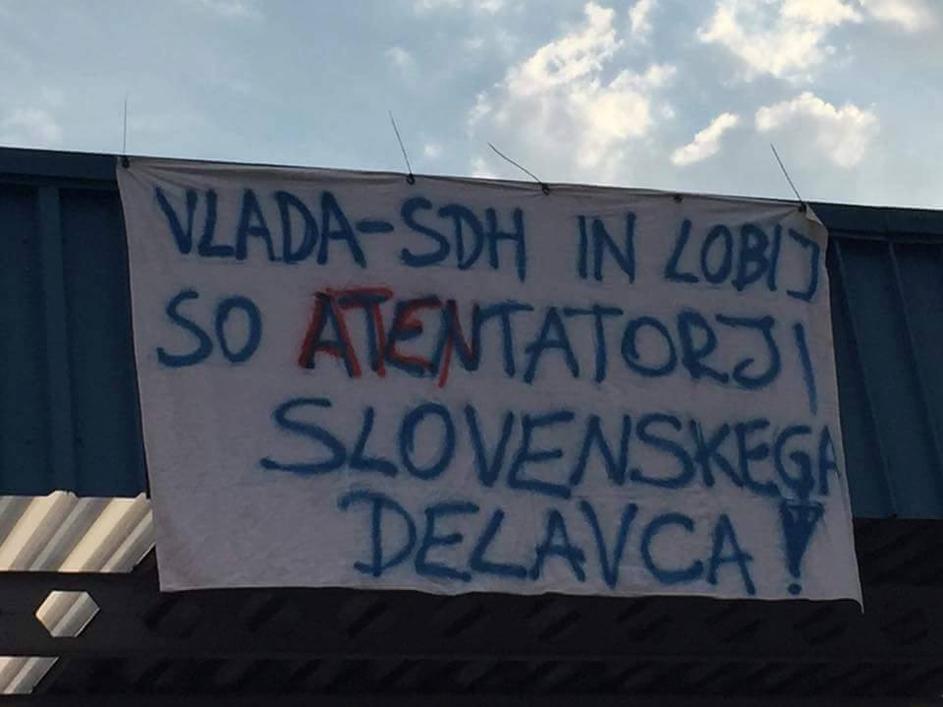 VLADA-SDH IN LOBIJ
SO ATENTATORJI
SLOVENSKEGA
DELAVCA!